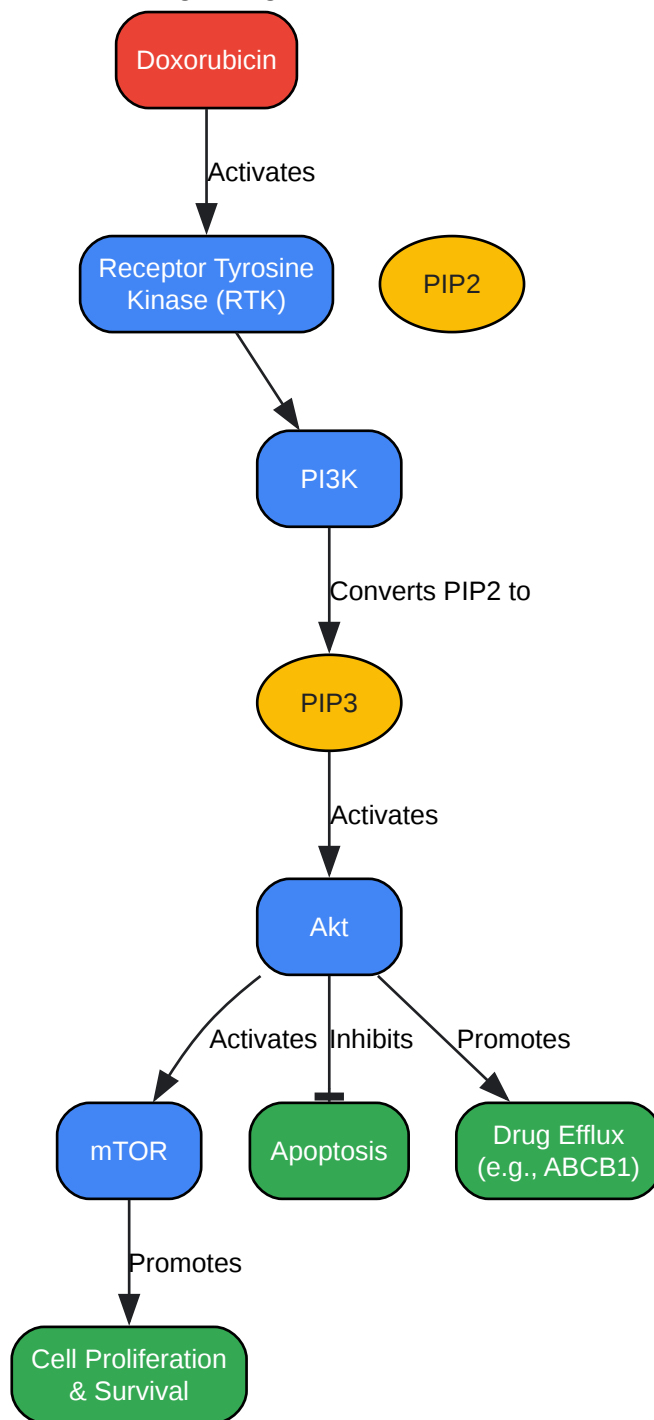 Doxorubicin
Activates
Receptor Tyrosine
Kinase (RTK)
PIP2
PI3K
Converts PIP2 to
PIP3
Activates
Akt
Activates
Inhibits
Promotes
mTOR
Apoptosis
Drug Efflux
(e.g., ABCB1)
Promotes
Cell Proliferation
& Survival